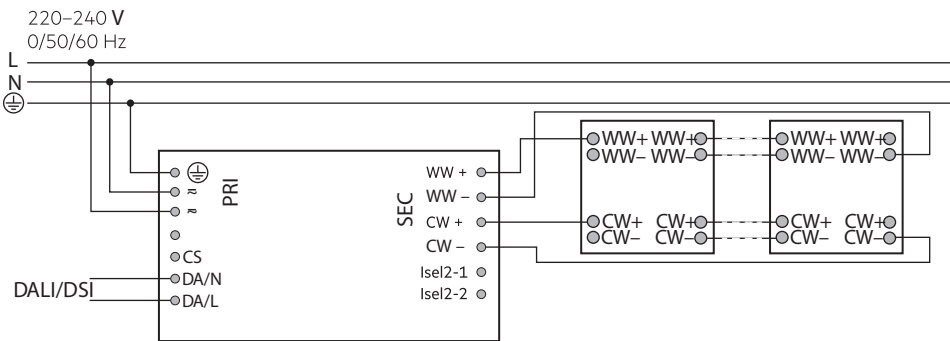 220–240 V
0/50/60 Hz
L
N
PRI
≈
≈
CS
DA/N
DA/L
DALI/DSI
SEC
WW +
WW –
CW +
CW –
Isel2-1
Isel2-2
WW+ WW+
WW– WW–
CW+ CW+
CW– CW–
WW+ WW+
WW– WW–
CW+ CW+
CW– CW–